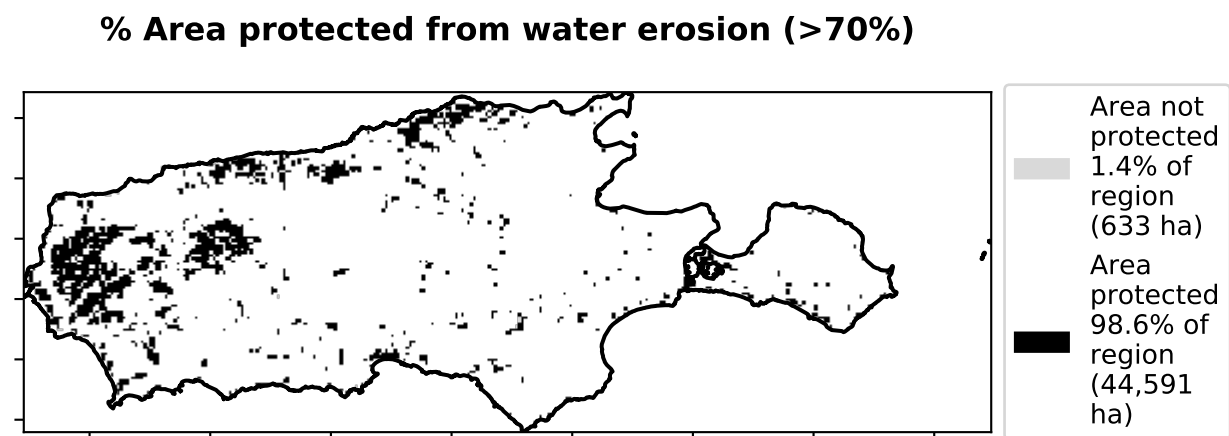 % Area protected from water erosion (>70%)
Area not
protected
1.4% of
region
(633 ha)
Area
protected
98.6% of
region
(44,591
ha)